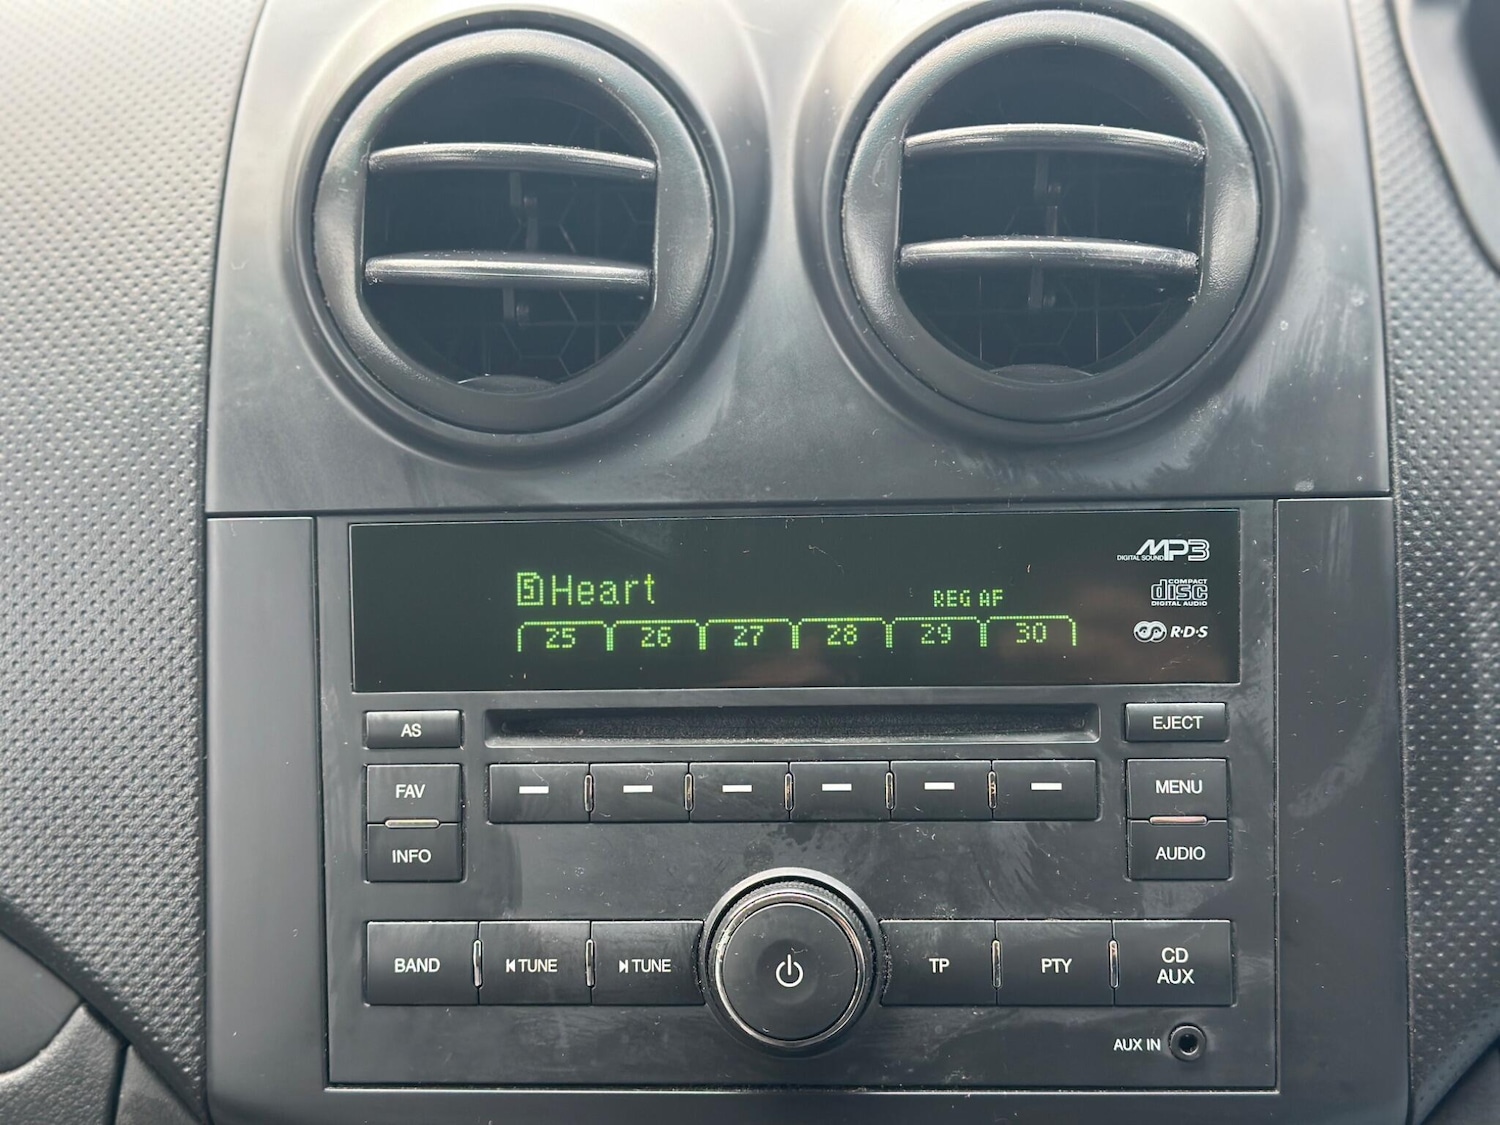 MP3
DIGITAL SOUND
5 Heart
REG AF
COMPACT
disc
DIGITAL AUDIO
25 26 27 28 29 30
R·D·S
AS
EJECT
FAV
MENU
INFO
AUDIO
BAND
TUNE
TUNE
TP
PTY
CD
AUX
AUX IN